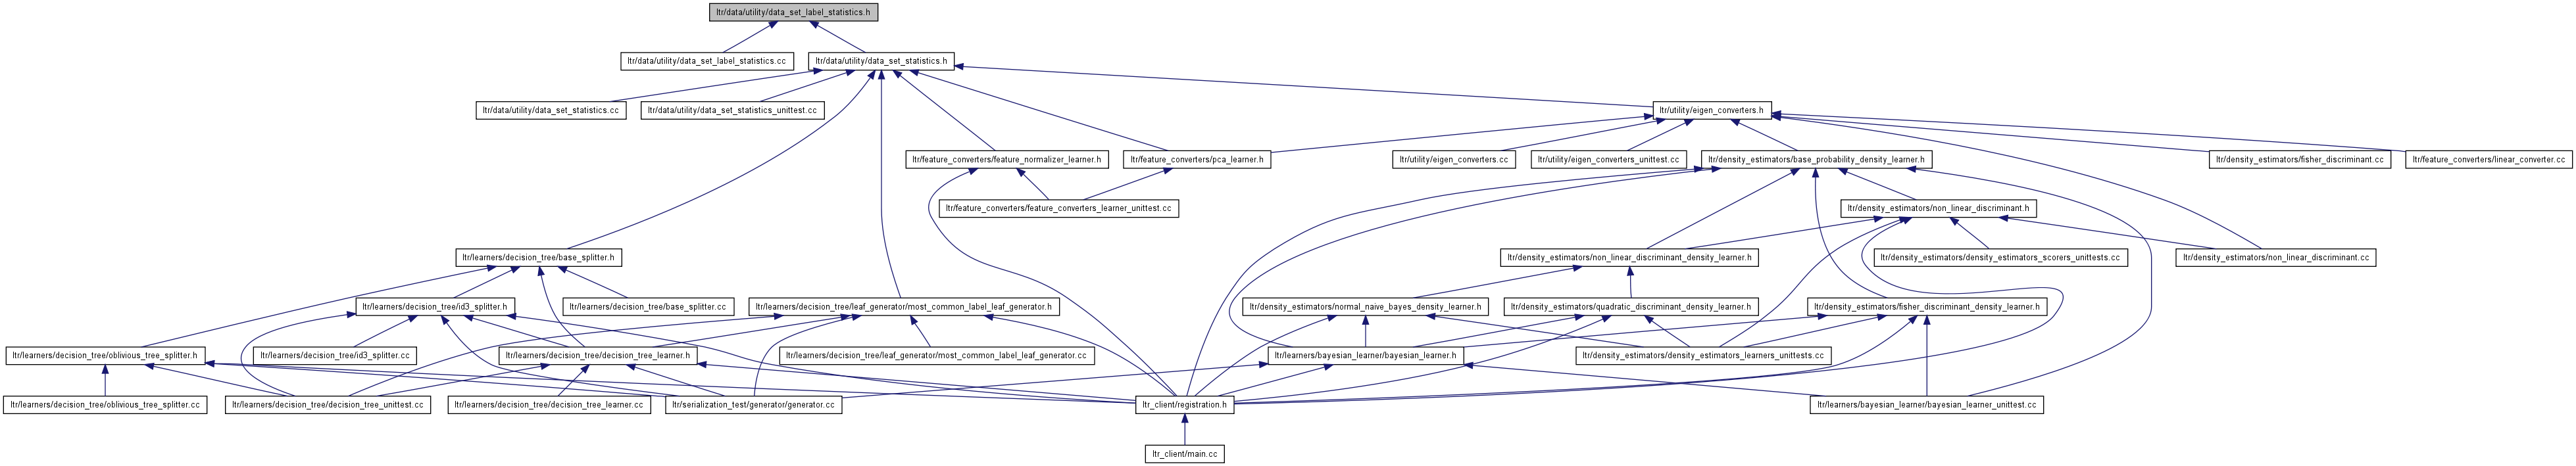 ltr/data/utility/data_set_label_statistics.h
ltr/data/utility/data_set_label_statistics.cc
ltr/data/utility/data_set_statistics.h
ltr/data/utility/data_set_statistics.cc
ltr/data/utility/data_set_statistics_unittest.cc
ltr/utility/eigen_converters.h
ltr/feature_converters/feature_normalizer_learner.h
ltr/feature_converters/pca_learner.h
ltr/utility/eigen_converters.cc
ltr/utility/eigen_converters_unittest.cc
ltr/density_estimators/base_probability_density_learner.h
ltr/density_estimators/fisher_discriminant.cc
ltr/feature_converters/linear_converter.cc
ltr/feature_converters/feature_converters_learner_unittest.cc
ltr/density_estimators/non_linear_discriminant.h
ltr/learners/decision_tree/base_splitter.h
ltr/density_estimators/non_linear_discriminant_density_learner.h
ltr/density_estimators/density_estimators_scorers_unittests.cc
ltr/density_estimators/non_linear_discriminant.cc
ltr/learners/decision_tree/id3_splitter.h
ltr/learners/decision_tree/base_splitter.cc
ltr/learners/decision_tree/leaf_generator/most_common_label_leaf_generator.h
ltr/density_estimators/normal_naive_bayes_density_learner.h
ltr/density_estimators/quadratic_discriminant_density_learner.h
ltr/density_estimators/fisher_discriminant_density_learner.h
ltr/learners/decision_tree/oblivious_tree_splitter.h
ltr/learners/decision_tree/id3_splitter.cc
ltr/learners/decision_tree/decision_tree_learner.h
ltr/learners/decision_tree/leaf_generator/most_common_label_leaf_generator.cc
ltr/learners/bayesian_learner/bayesian_learner.h
ltr/density_estimators/density_estimators_learners_unittests.cc
ltr/learners/decision_tree/oblivious_tree_splitter.cc
ltr/learners/decision_tree/decision_tree_unittest.cc
ltr/learners/decision_tree/decision_tree_learner.cc
ltr/serialization_test/generator/generator.cc
ltr_client/registration.h
ltr/learners/bayesian_learner/bayesian_learner_unittest.cc
ltr_client/main.cc